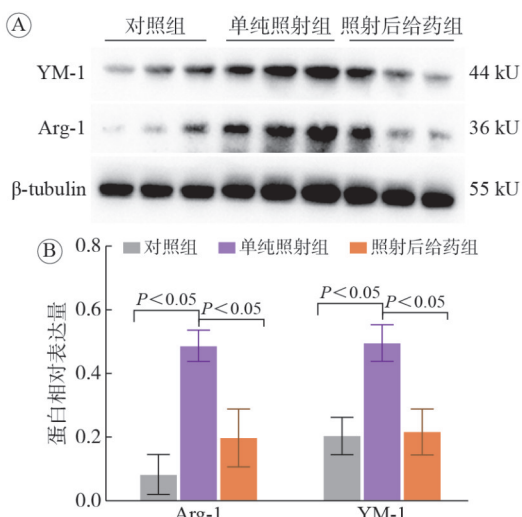 A
对照组 单纯照射组 照射后给药组
YM-1 44 kU
Arg-1 36 kU
β-tubulin 55 kU
B
0.8
对照组 单纯照射组 照射后给药组
P＜0.05 P＜0.05 P＜0.05 P＜0.05
0.6
0.4
0.2
0.0
蛋白相对表达量
Arg-1 YM-1